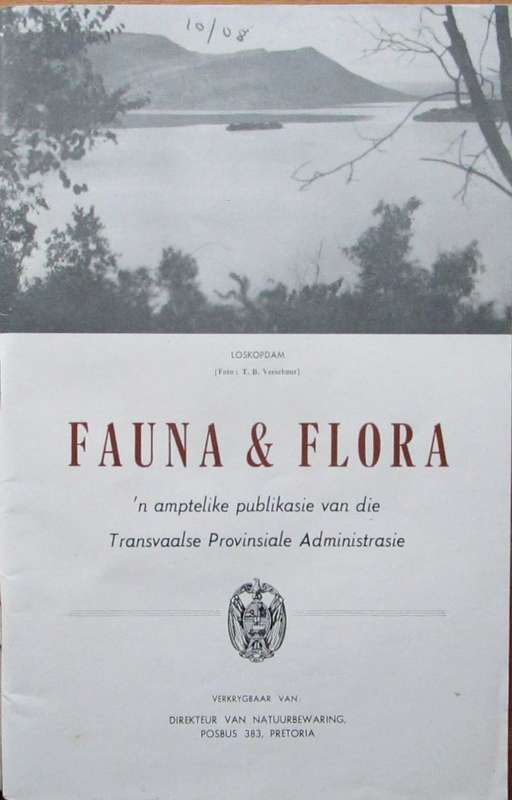 10/08
LOSKOPDAM
(Foto : T. B. Verschuur)
FAUNA & FLORA
'n amptelike publikasie van die
Transvaalse Provinsiale Administrasie
VERKRYGBAAR VAN:
DIREKTEUR VAN NATUURBEWARING,
POSBUS 383, PRETORIA